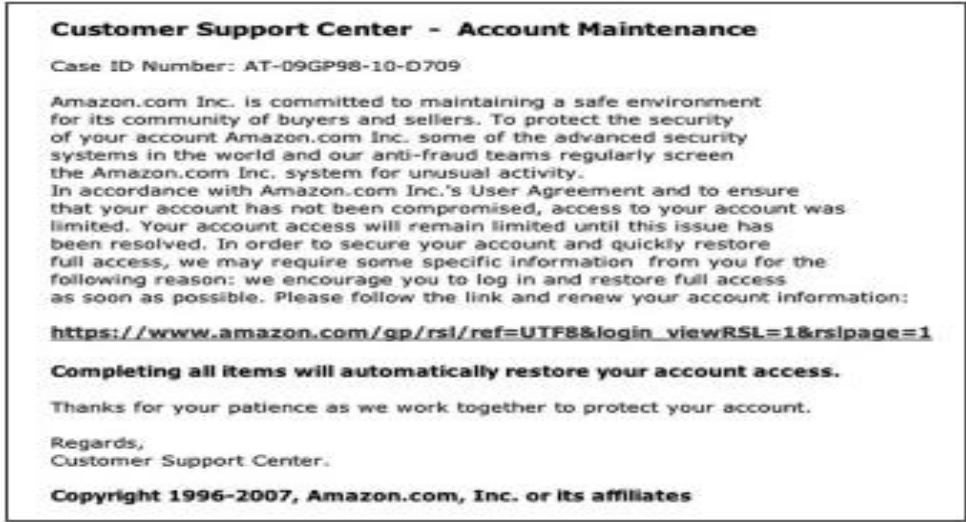 Customer Support Center - Account Maintenance
Case ID Number: AT-09GP98-10-D709
Amazon.com Inc. is committed to maintaining a safe environment
for its community of buyers and sellers. To protect the security
of your account Amazon.com Inc. some of the advanced security
systems in the world and our anti-fraud teams regularly screen
the Amazon.com Inc. system for unusual activity.
In accordance with Amazon.com Inc.'s User Agreement and to ensure
that your account has not been compromised, access to your account was
limited. Your account access will remain limited until this issue has
been resolved. In order to secure your account and quickly restore
full access, we may require some specific information from you for the
following reason: we encourage you to log in and restore full access
as soon as possible. Please follow the link and renew your account information:
https://www.amazon.com/gp/rsl/ref=UTF8&login_viewRSL=1&rslpage=1
Completing all items will automatically restore your account access.
Thanks for your patience as we work together to protect your account.
Regards,
Customer Support Center.
Copyright 1996-2007, Amazon.com, Inc. or its affiliates